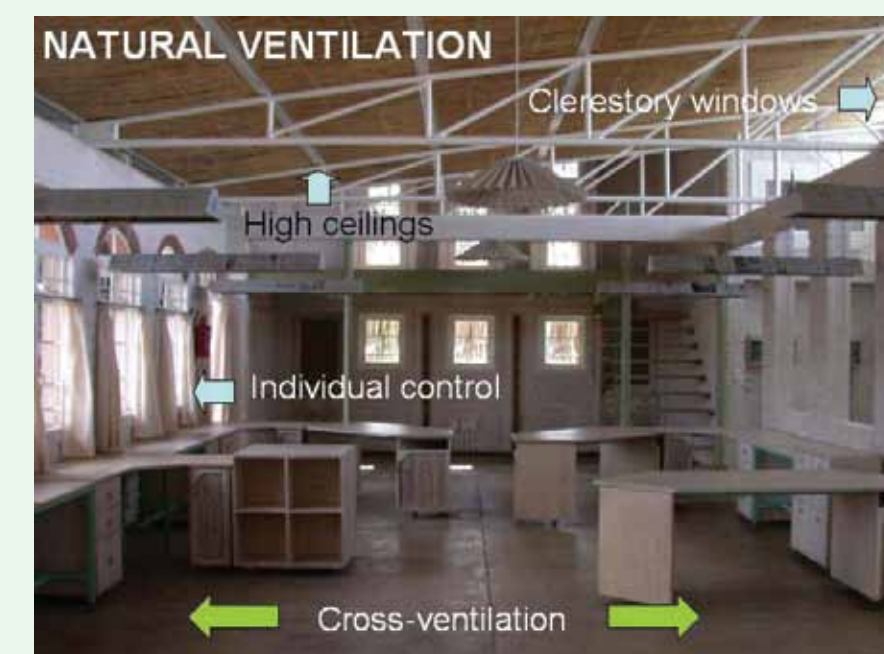 NATURAL VENTILATION
Clerestory windows
High ceilings
Individual control
Cross-ventilation